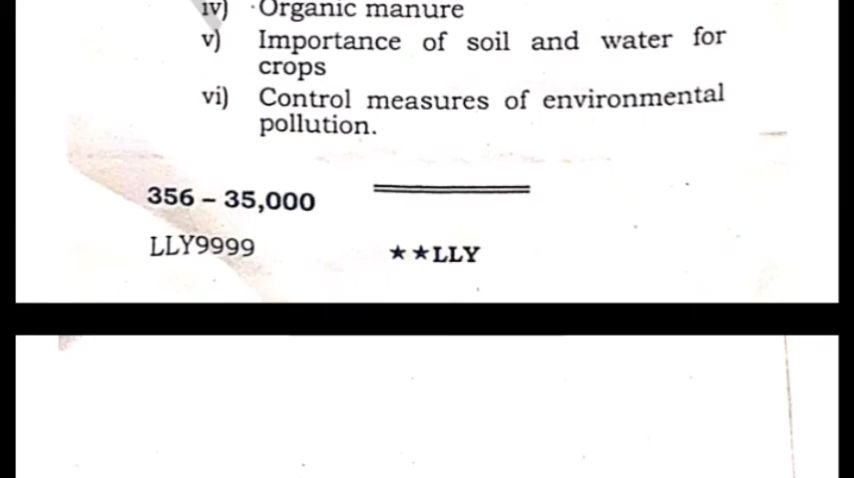 iv) Organic manure
v) Importance of soil and water for
crops
vi) Control measures of environmental
pollution.
356 – 35,000
LLY9999
★★LLY